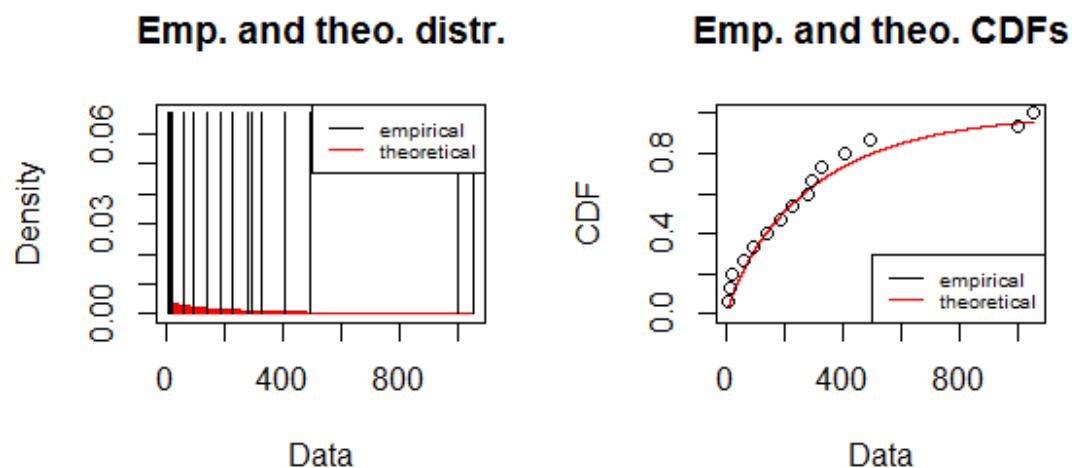 Emp. and theo. distr.
Density
0.00 0.03 0.06
empirical
theoretical
0 400 800
Data
Emp. and theo. CDFs
CDF
0.0 0.4 0.8
empirical
theoretical
0 400 800
Data